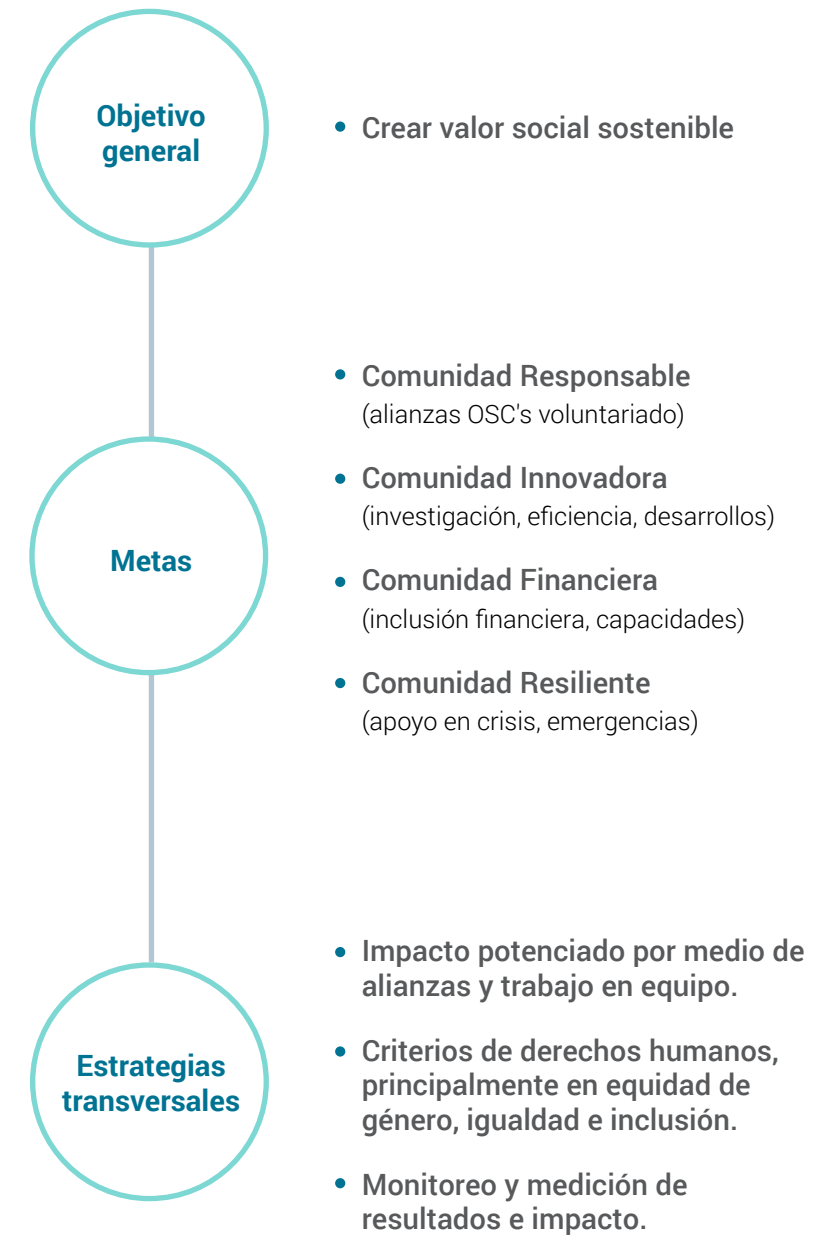 Objetivo
general
• Crear valor social sostenible
Metas
• Comunidad Responsable
(alianzas OSC's voluntariado)
• Comunidad Innovadora
(investigación, eficiencia, desarrollos)
• Comunidad Financiera
(inclusión financiera, capacidades)
• Comunidad Resiliente
(apoyo en crisis, emergencias)
Estrategias
transversales
• Impacto potenciado por medio de
alianzas y trabajo en equipo.
• Criterios de derechos humanos,
principalmente en equidad de
género, igualdad e inclusión.
• Monitoreo y medición de
resultados e impacto.